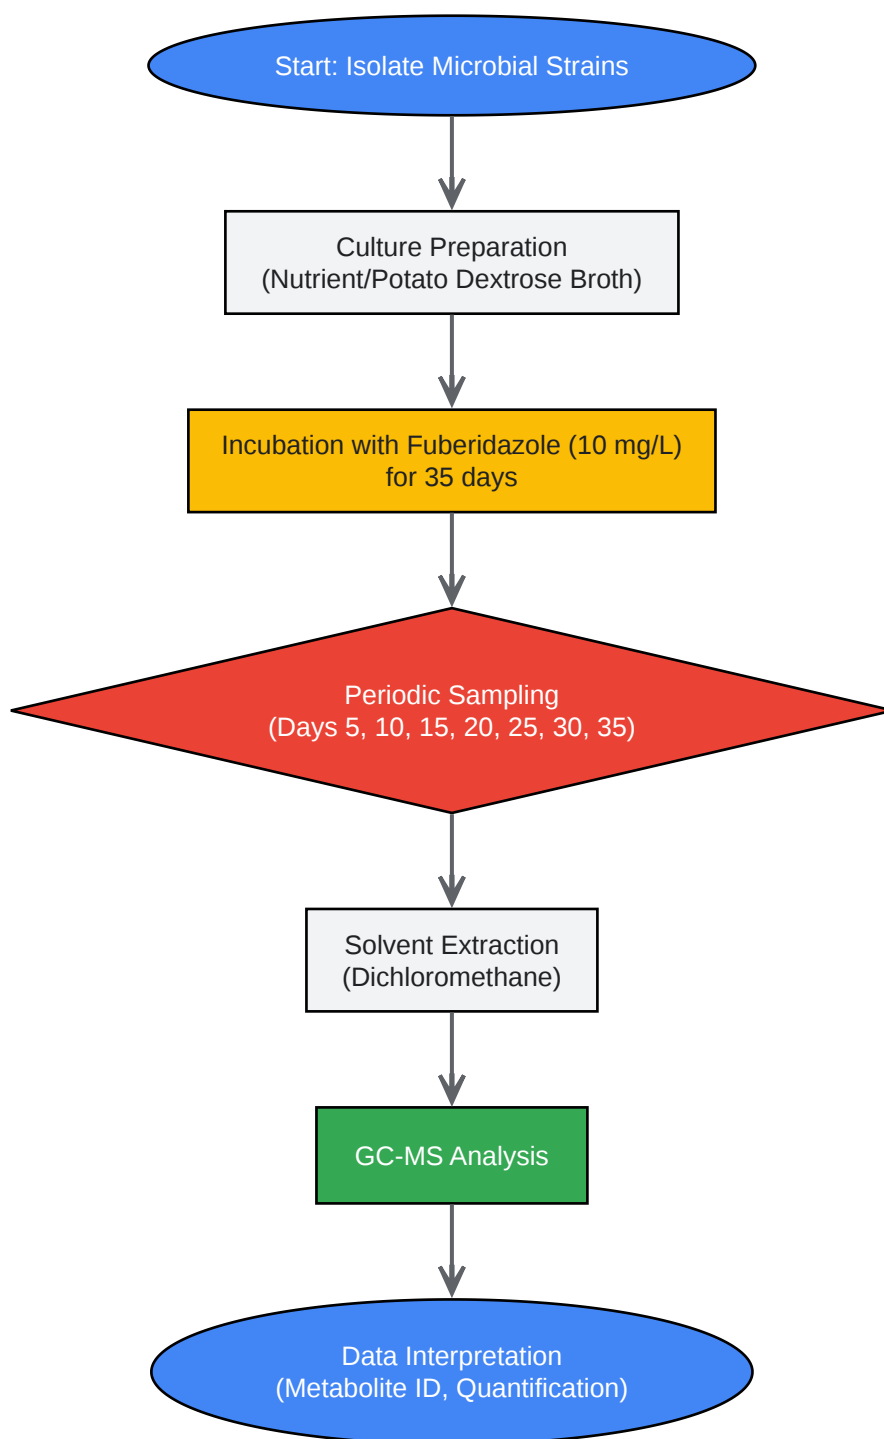 Start: Isolate Microbial Strains
Culture Preparation
(Nutrient/Potato Dextrose Broth)
Incubation with Fuberidazole (10 mg/L)
for 35 days
Periodic Sampling
(Days 5, 10, 15, 20, 25, 30, 35)
Solvent Extraction
(Dichloromethane)
GC-MS Analysis
Data Interpretation
(Metabolite ID, Quantification)